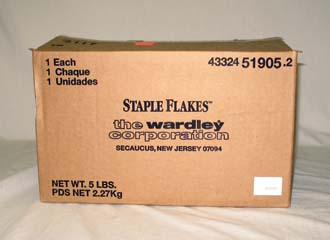 1 Each
1 Chaque
1 Unidades
43324 51905.2
STAPLE FLAKES™
the wardley
corporation
SECAUCUS, NEW JERSEY 07094
NET WT. 5 LBS.
PDS NET 2.27Kg